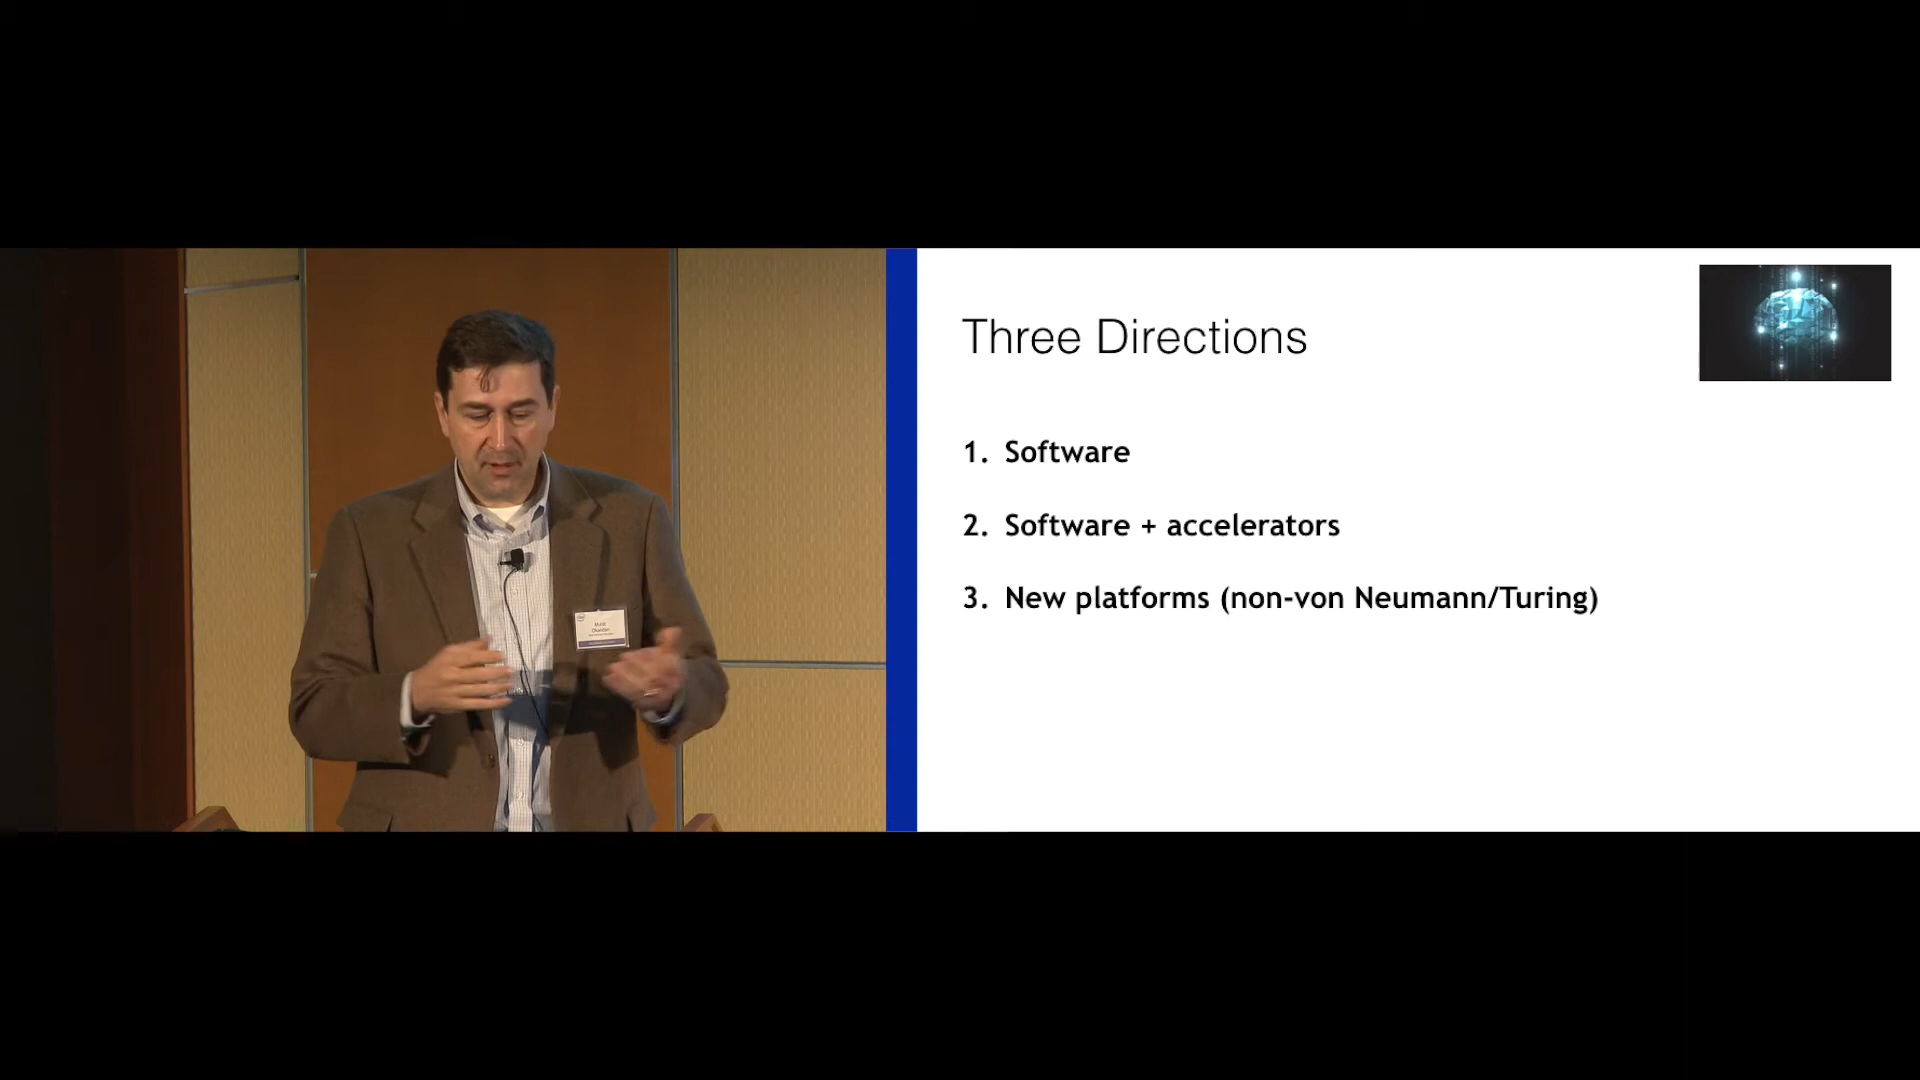 Three Directions
1. Software
2. Software + accelerators
3. New platforms (non-von Neumann/Turing)